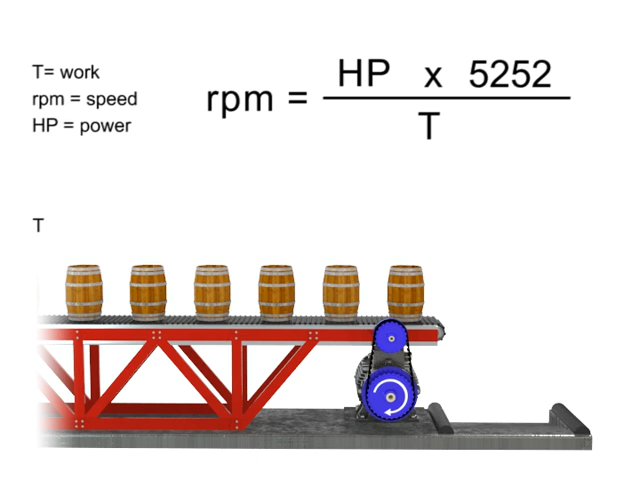 T= work
rpm = speed
HP = power
rpm = HP x 5252
T
T